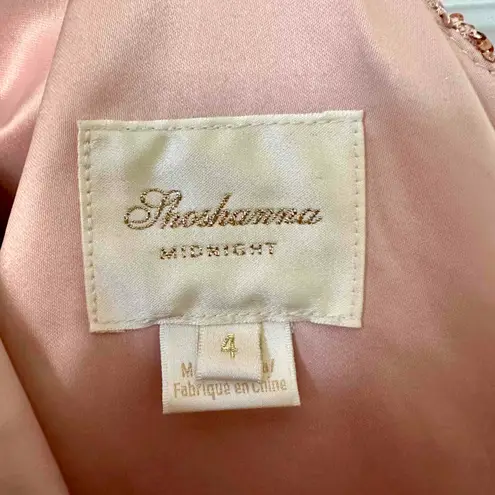 Shoshanna
MIDNIGHT
4
Fabriqué en Chine